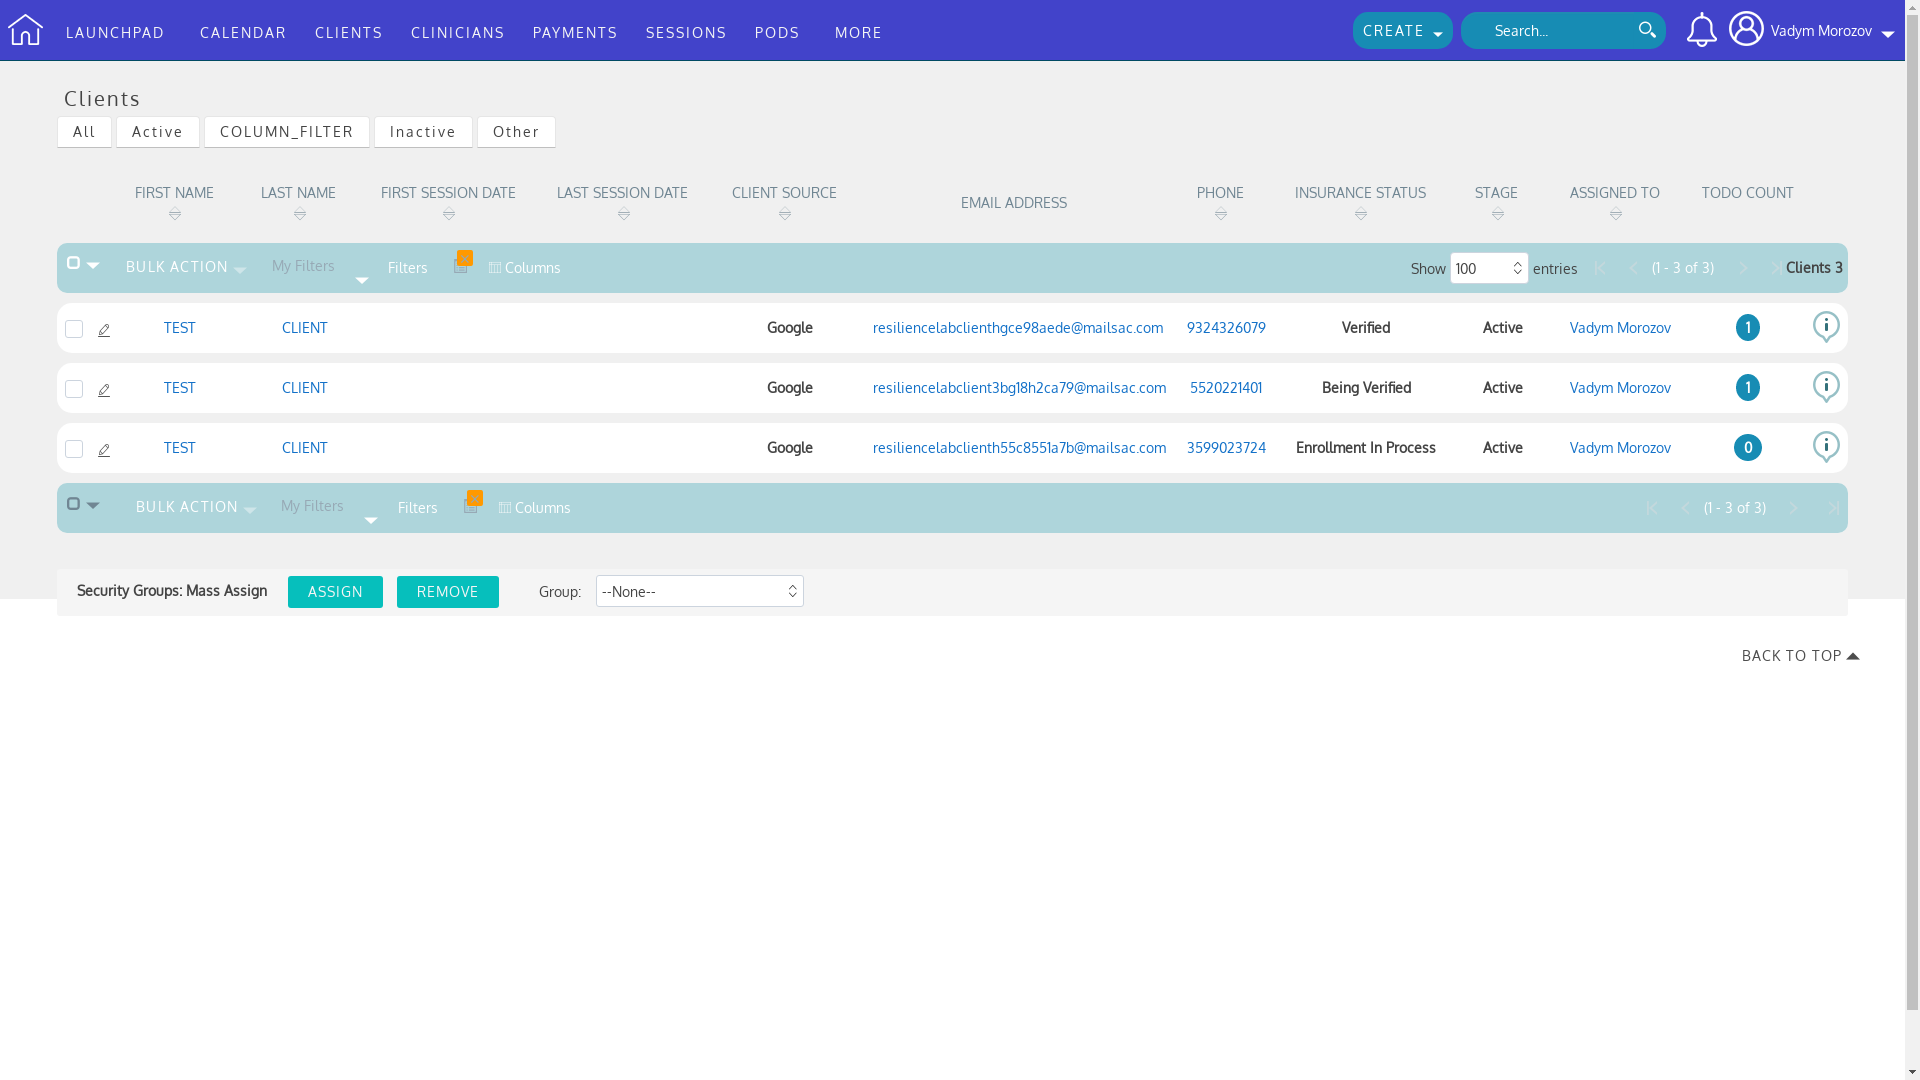 LAUNCHPAD CALENDAR CLIENTS CLINICIANS PAYMENTS SESSIONS PODS MORE CREATE Search... Vadym Morozov
Clients
All Active COLUMN_FILTER Inactive Other
FIRST NAME LAST NAME FIRST SESSION DATE LAST SESSION DATE CLIENT SOURCE EMAIL ADDRESS PHONE INSURANCE STATUS STAGE ASSIGNED TO TODO COUNT
BULK ACTION My Filters Filters Columns Show 100 entries (1 - 3 of 3) Clients 3
TEST CLIENT Google resiliencelabclienthgce98aede@mailsac.com 9324326079 Verified Active Vadym Morozov 1
TEST CLIENT Google resiliencelabclient3bg18h2ca79@mailsac.com 5520221401 Being Verified Active Vadym Morozov 1
TEST CLIENT Google resiliencelabclienth55c8551a7b@mailsac.com 3599023724 Enrollment In Process Active Vadym Morozov 0
BULK ACTION My Filters Filters Columns (1 - 3 of 3)
Security Groups: Mass Assign ASSIGN REMOVE Group: --None--
BACK TO TOP